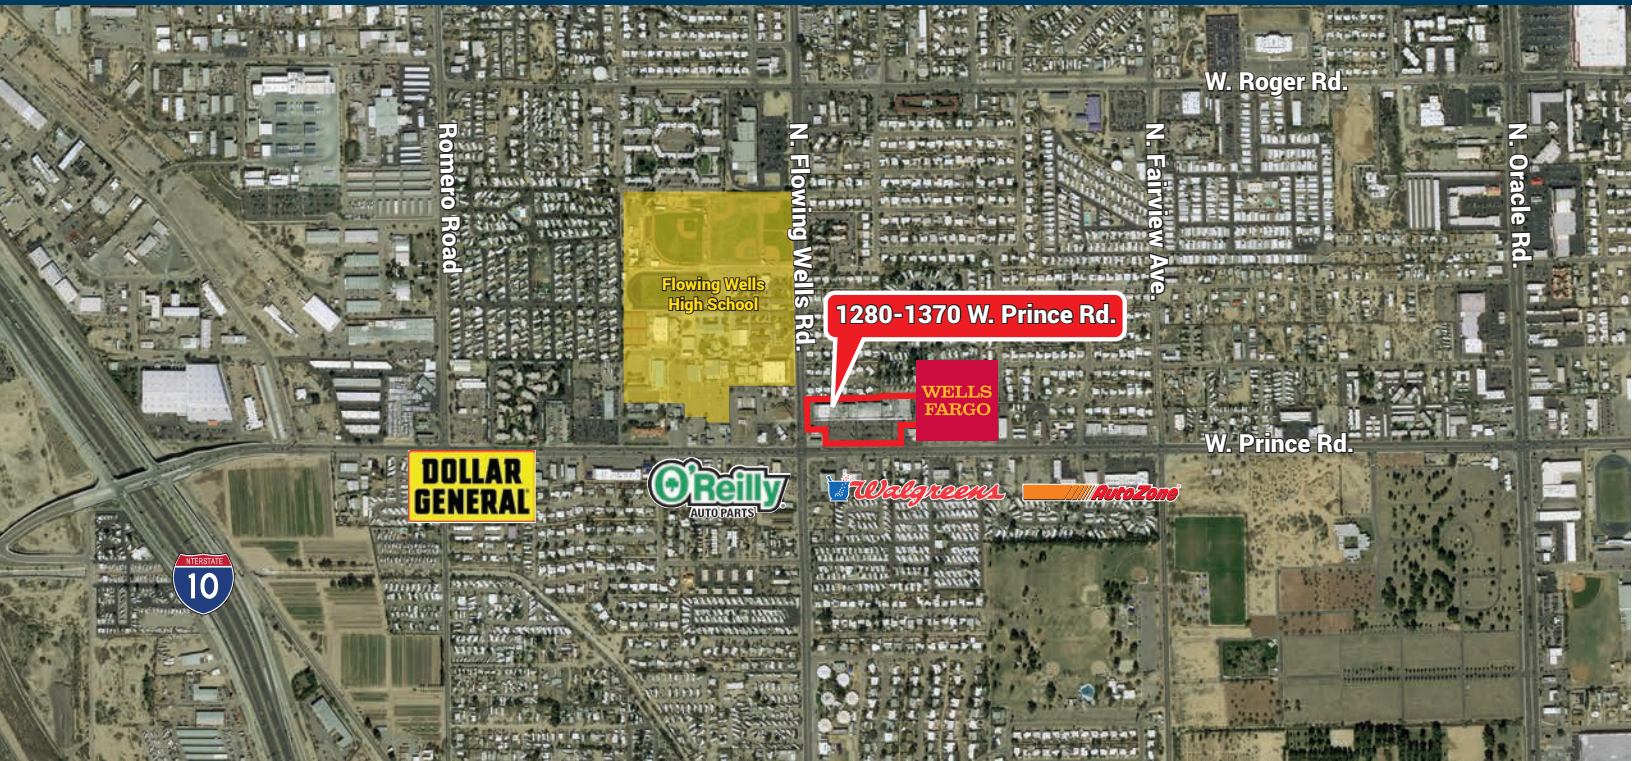 W. Roger Rd.
Romero Road
N. Flowing Wells Rd.
N. Fairview Ave.
N. Oracle Rd.
Flowing Wells
High School
1280-1370 W. Prince Rd.
WELLS
FARGO
W. Prince Rd.
DOLLAR
GENERAL
O'Reilly
AUTO PARTS
Walgreens
AutoZone
INTERSTATE
10